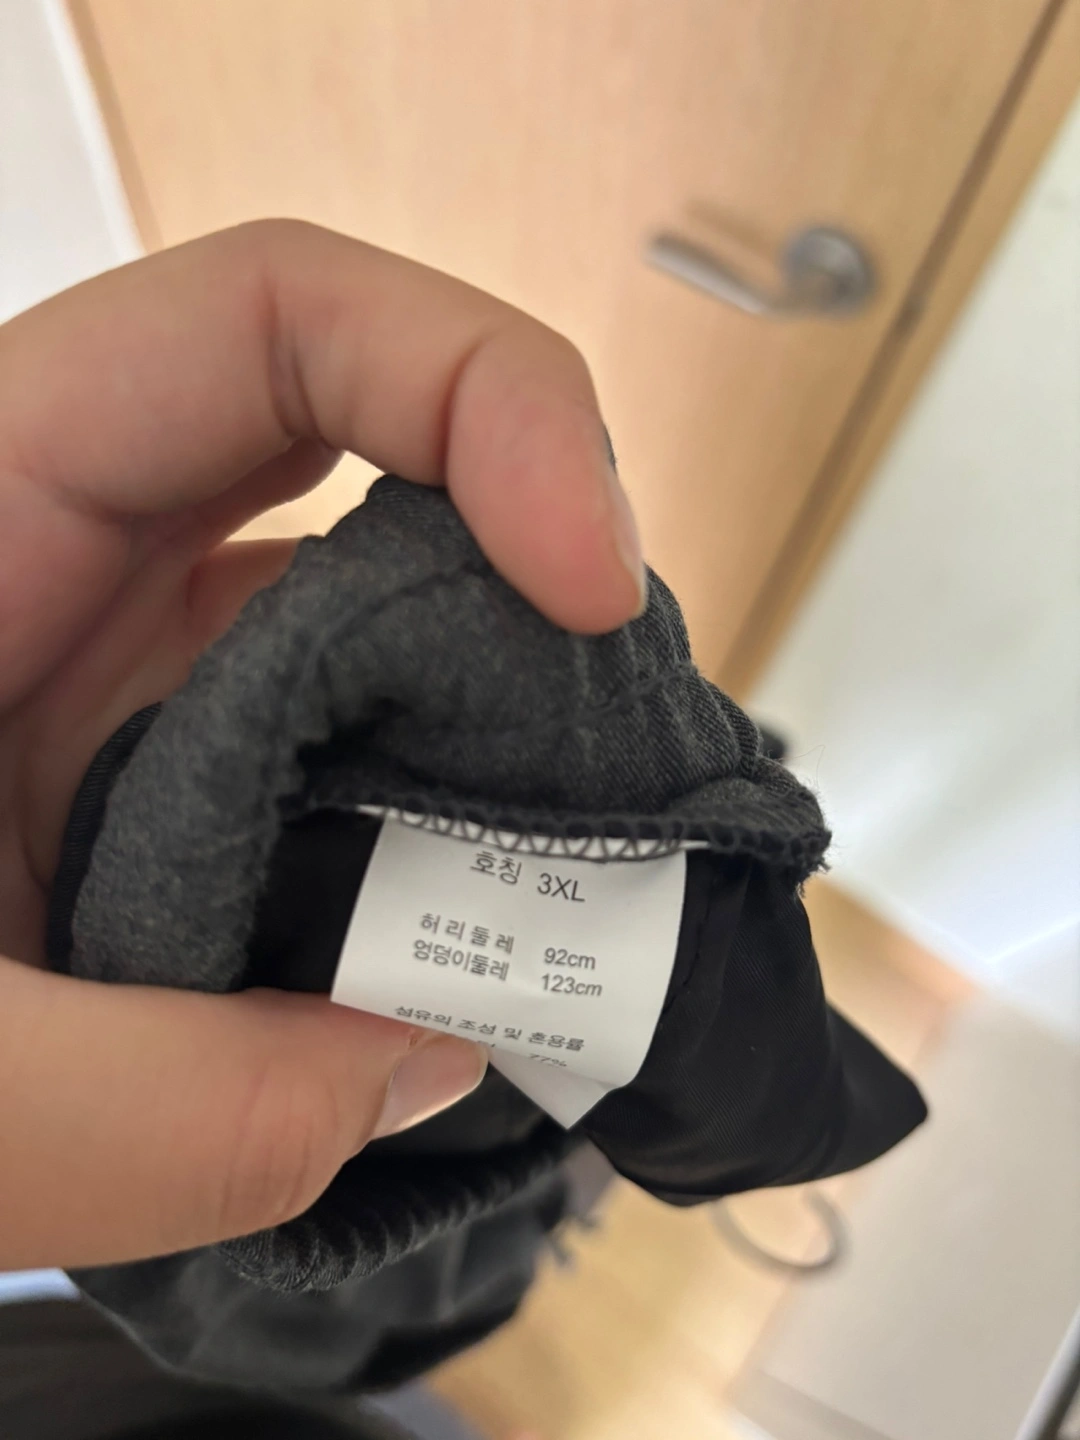 호칭 3XL
허리둘레 92cm
엉덩이둘레 123cm
섬유의 조성 및 혼용률
77%